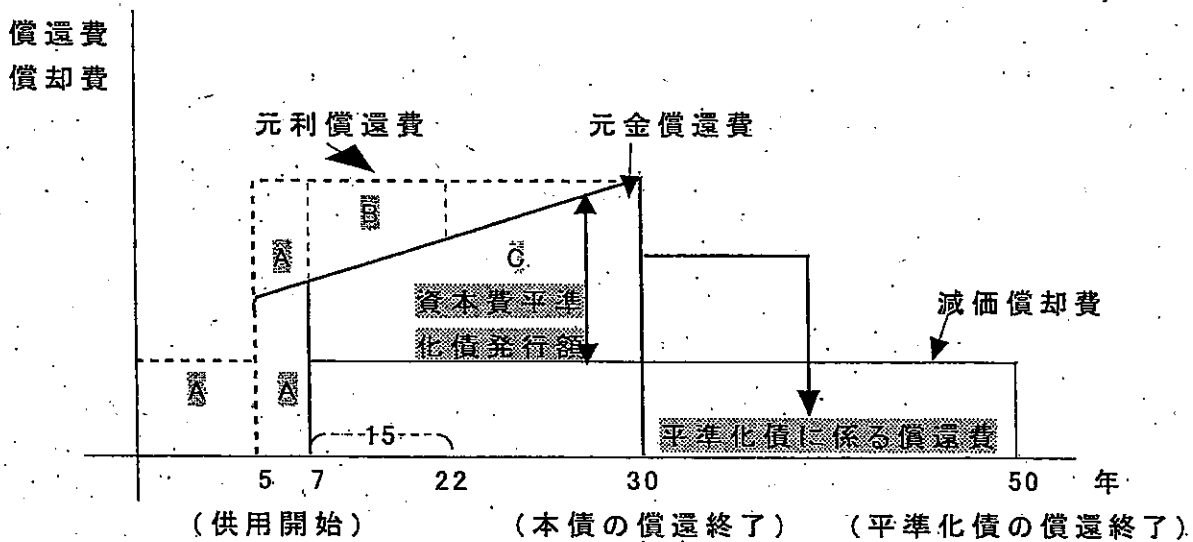 償還費
償却費
元利償還費
元金償還費
B
A
C
資本費平準
化債発行額
減価償却費
A
A
平準化債に係る償還費
15
5 7 22 30 50 年
(供用開始) (本債の償還終了) (平準化債の償還終了)